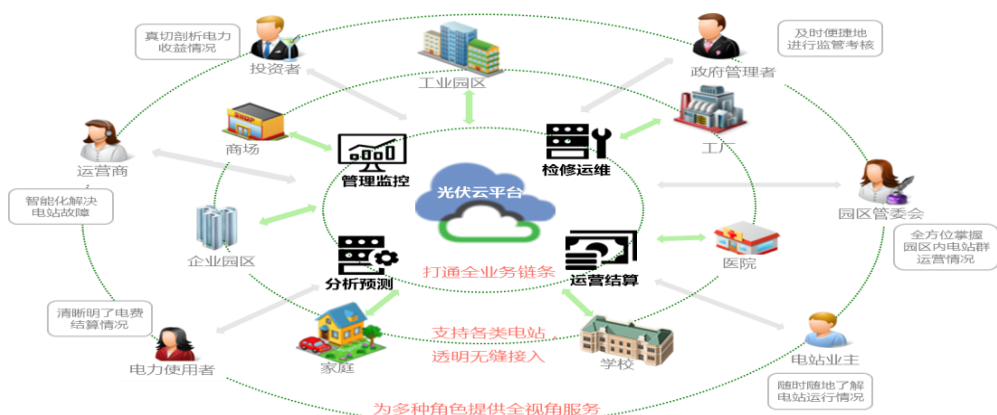 真切剖析电力
收益情况
投资者
工业园区
政府管理者
及时便捷地
进行监管考核
商场
工厂
运营商
智能化解决
电站故障
管理监控
检修运维
光伏云平台
园区管委会
全方位掌握
园区内电站群
运营情况
企业园区
医院
分析预测
打通全业务链条
运营结算
清晰明了电费
结算情况
电力使用者
家庭
支持各类电站，
透明无缝接入
学校
电站业主
随时随地了解
电站运行情况
为多种角色提供全视角服务